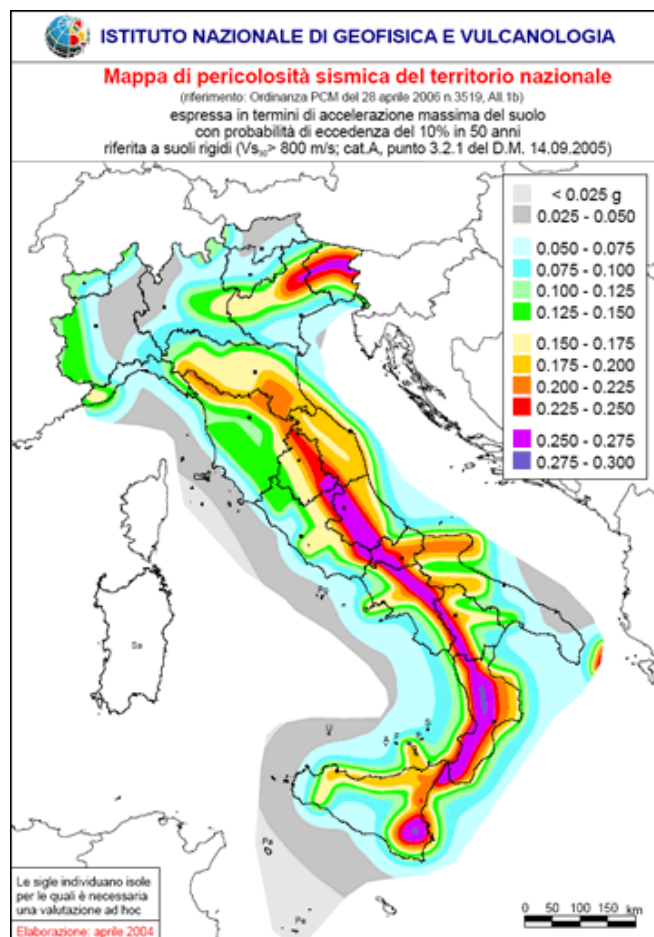 ISTITUTO NAZIONALE DI GEOFISICA E VULCANOLOGIA
Mappa di pericolosità sismica del territorio nazionale
(riferimento: Ordinanza PCM del 28 aprile 2006 n.3519, All.1b)
espressa in termini di accelerazione massima del suolo
con probabilità di eccedenza del 10% in 50 anni
riferita a suoli rigidi (Vs30> 800 m/s; cat.A, punto 3.2.1 del D.M. 14.09.2005)
< 0.025 g
0.025 - 0.050
0.050 - 0.075
0.075 - 0.100
0.100 - 0.125
0.125 - 0.150
0.150 - 0.175
0.175 - 0.200
0.200 - 0.225
0.225 - 0.250
0.250 - 0.275
0.275 - 0.300
Sa
U
Pa
Pe
Le sigle individuano isole
per le quali è necessaria
una valutazione ad hoc
Elaborazione: aprile 2004
0 50 100 150 km